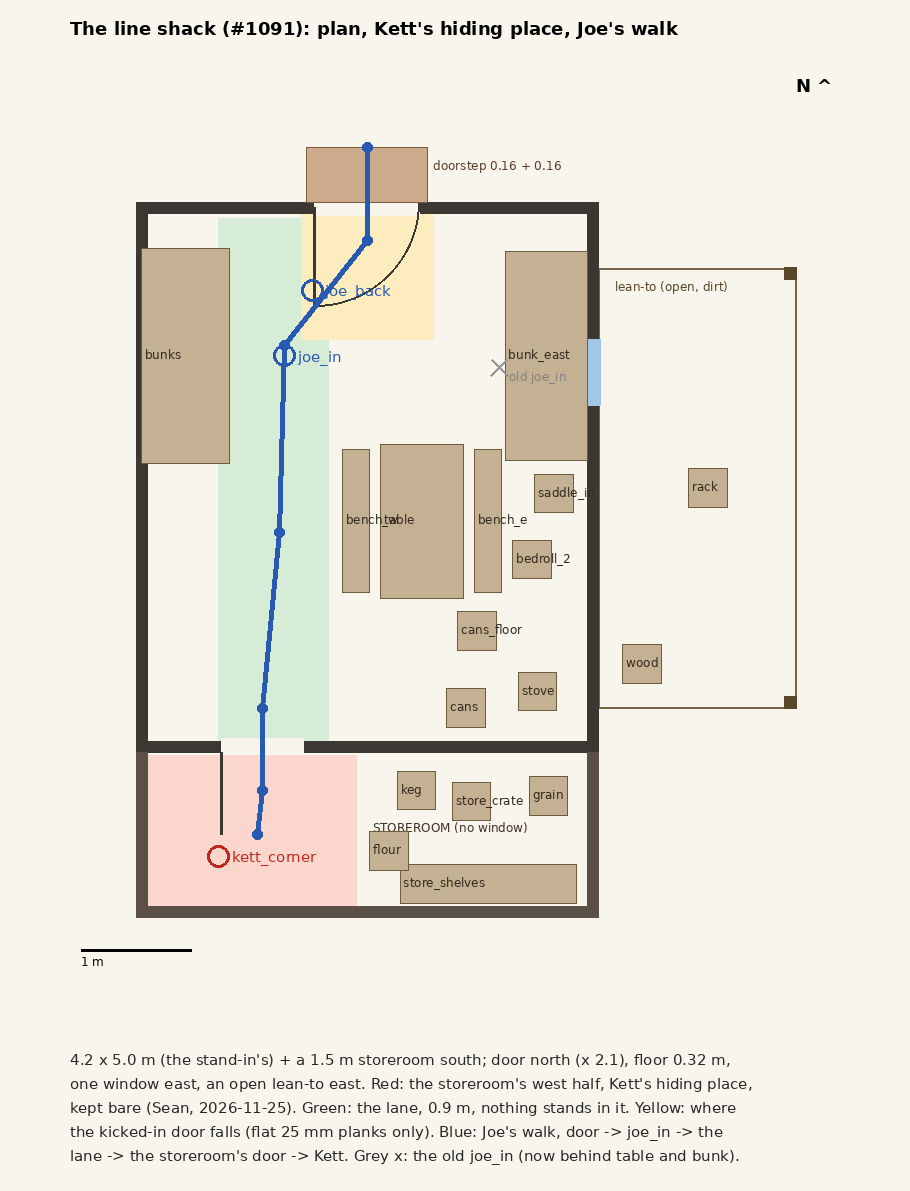 The line shack (#1091): plan, Kett's hiding place, Joe's walk
N ^
doorstep 0.16 + 0.16
lean-to (open, dirt)
joe_back
bunks
joe_in
bunk_east
old joe_in
rack
saddle_in
bench_w
table
bench_e
bedroll_2
cans_floor
wood
stove
cans
keg
store_crate
grain
STOREROOM (no window)
flour
kett_corner
store_shelves
1 m
4.2 x 5.0 m (the stand-in's) + a 1.5 m storeroom south; door north (x 2.1), floor 0.32 m,
one window east, an open lean-to east. Red: the storeroom's west half, Kett's hiding place,
kept bare (Sean, 2026-11-25). Green: the lane, 0.9 m, nothing stands in it. Yellow: where
the kicked-in door falls (flat 25 mm planks only). Blue: Joe's walk, door -> joe_in -> the
lane -> the storeroom's door -> Kett. Grey x: the old joe_in (now behind table and bunk).